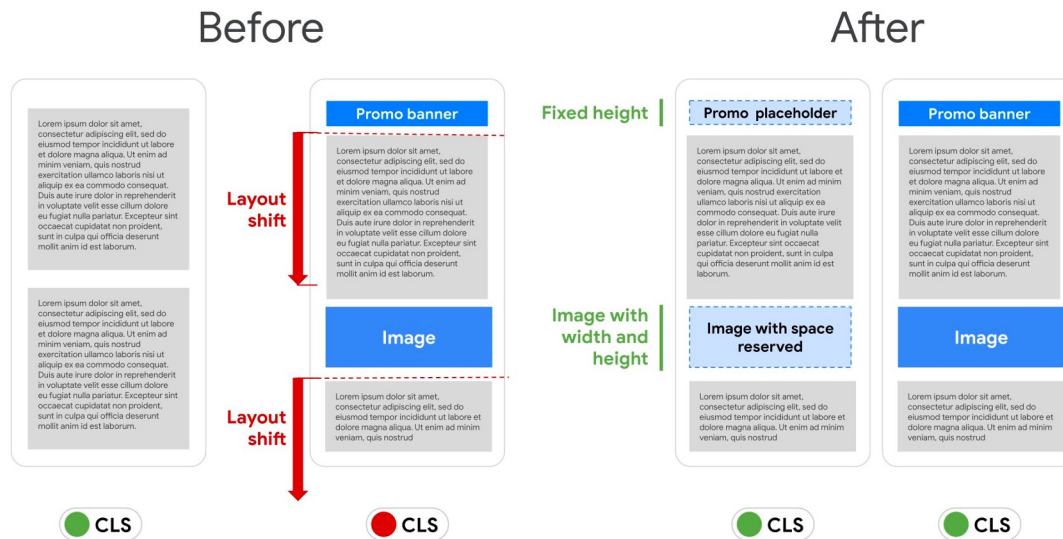 Before
After
Lorem ipsum dolor sit amet,
consectetur adipiscing elit, sed do
eiusmod tempor incididunt ut labore
et dolore magna aliqua. Ut enim ad
minim veniam, quis nostrud
exercitation ullamco laboris nisi ut
aliquip ex ea commodo consequat.
Duis aute irure dolor in reprehenderit
in voluptate velit esse cillum dolore
eu fugiat nulla pariatur. Excepteur sint
occaecat cupidatat non proident,
sunt in culpa qui officia deserunt
mollit anim id est laborum.
Lorem ipsum dolor sit amet,
consectetur adipiscing elit, sed do
eiusmod tempor incididunt ut labore
et dolore magna aliqua. Ut enim ad
minim veniam, quis nostrud
exercitation ullamco laboris nisi ut
aliquip ex ea commodo consequat.
Duis aute irure dolor in reprehenderit
in voluptate velit esse cillum dolore
eu fugiat nulla pariatur. Excepteur sint
occaecat cupidatat non proident,
sunt in culpa qui officia deserunt
mollit anim id est laborum.
CLS
Layout
shift
Layout
shift
Promo banner
Lorem ipsum dolor sit amet,
consectetur adipiscing elit, sed do
eiusmod tempor incididunt ut labore
et dolore magna aliqua. Ut enim ad
minim veniam, quis nostrud
exercitation ullamco laboris nisi ut
aliquip ex ea commodo consequat.
Duis aute irure dolor in reprehenderit
in voluptate velit esse cillum dolore
eu fugiat nulla pariatur. Excepteur sint
occaecat cupidatat non proident,
sunt in culpa qui officia deserunt
mollit anim id est laborum.
Image
Lorem ipsum dolor sit amet,
consectetur adipiscing elit, sed do
eiusmod tempor incididunt ut labore et
dolore magna aliqua. Ut enim ad minim
veniam, quis nostrud
CLS
Fixed height
Image with
width and
height
Promo placeholder
Lorem ipsum dolor sit amet,
consectetur adipiscing elit, sed do
eiusmod tempor incididunt ut labore
et dolore magna aliqua. Ut enim ad
minim veniam, quis nostrud
exercitation ullamco laboris nisi ut
aliquip ex ea commodo consequat.
Duis aute irure dolor in
reprehenderit in voluptate velit esse
cillum dolore eu fugiat nulla
pariatur. Excepteur sint occaecat
cupidatat non proident, sunt in culpa
qui officia deserunt mollit anim id est
laborum.
Image with space
reserved
Lorem ipsum dolor sit amet,
consectetur adipiscing elit, sed do
eiusmod tempor incididunt ut labore et
dolore magna aliqua. Ut enim ad minim
veniam, quis nostrud
CLS
Promo banner
Lorem ipsum dolor sit amet,
consectetur adipiscing elit, sed do
eiusmod tempor incididunt ut labore
et dolore magna aliqua. Ut enim ad
minim veniam, quis nostrud
exercitation ullamco laboris nisi ut
aliquip ex ea commodo consequat.
Duis aute irure dolor in reprehenderit
in voluptate velit esse cillum dolore
eu fugiat nulla pariatur. Excepteur sint
occaecat cupidatat non proident,
sunt in culpa qui officia deserunt
mollit anim id est laborum.
Image
Lorem ipsum dolor sit amet,
consectetur adipiscing elit, sed do
eiusmod tempor incididunt ut labore et
dolore magna aliqua. Ut enim ad minim
veniam, quis nostrud
CLS